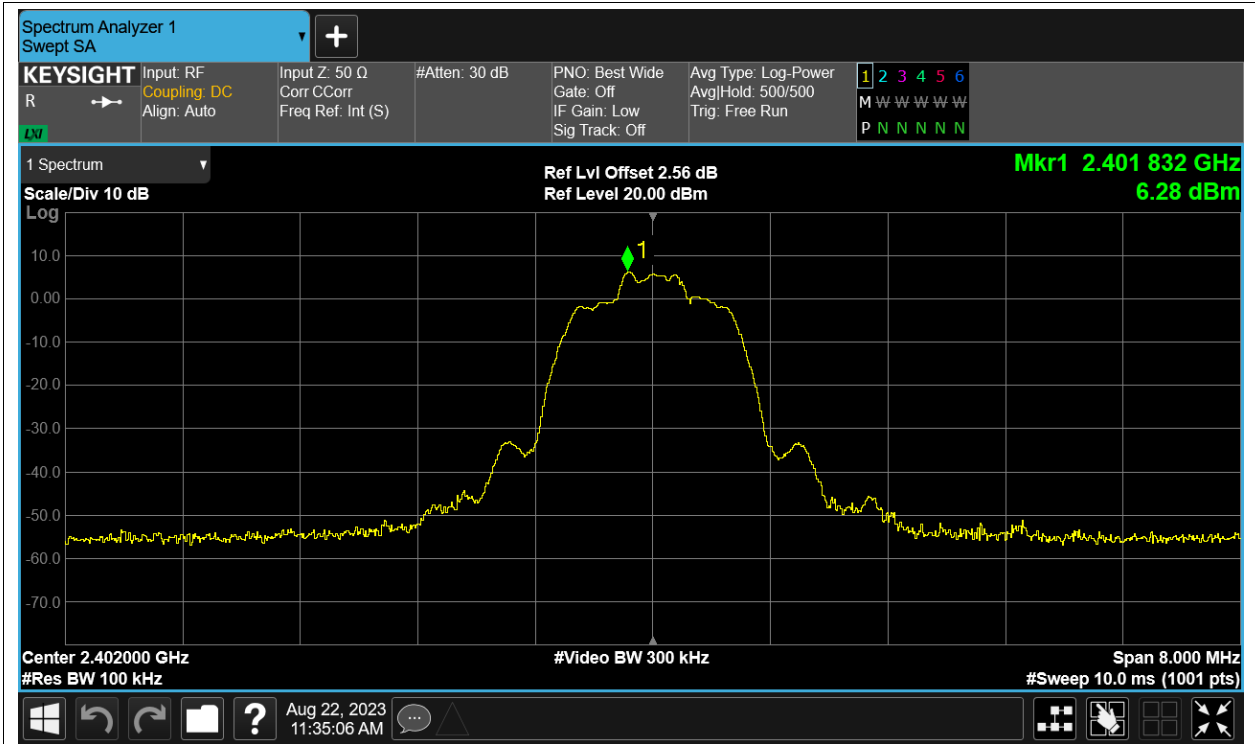 Spectrum Analyzer 1
Swept SA
KEYSIGHT
R
LXI
Input: RF
Coupling: DC
Align: Auto
Input Z: 50 Ω
Corr CCorr
Freq Ref: Int (S)
#Atten: 30 dB
PNO: Best Wide
Gate: Off
IF Gain: Low
Sig Track: Off
Avg Type: Log-Power
Avg|Hold: 500/500
Trig: Free Run
1 2 3 4 5 6
M W W W W W
P N N N N N
1 Spectrum
Scale/Div 10 dB
Log
Ref Lvl Offset 2.56 dB
Ref Level 20.00 dBm
Mkr1 2.401 832 GHz
6.28 dBm
1
10.0
0.00
-10.0
-20.0
-30.0
-40.0
-50.0
-60.0
-70.0
Center 2.402000 GHz
#Res BW 100 kHz
#Video BW 300 kHz
Span 8.000 MHz
#Sweep 10.0 ms (1001 pts)
?
Aug 22, 2023
11:35:06 AM